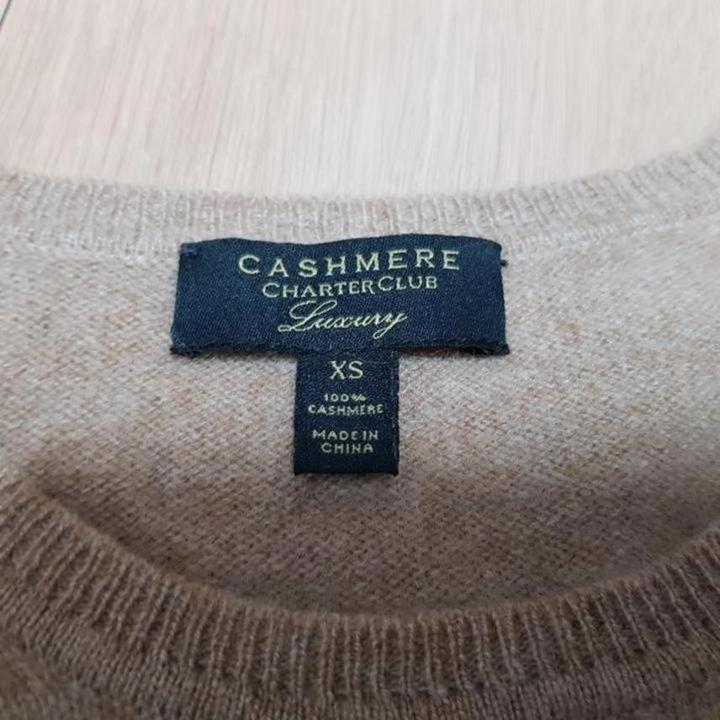 CASHMERE
CHARTER CLUB
Luxury
XS
100%
CASHMERE
MADE IN
CHINA